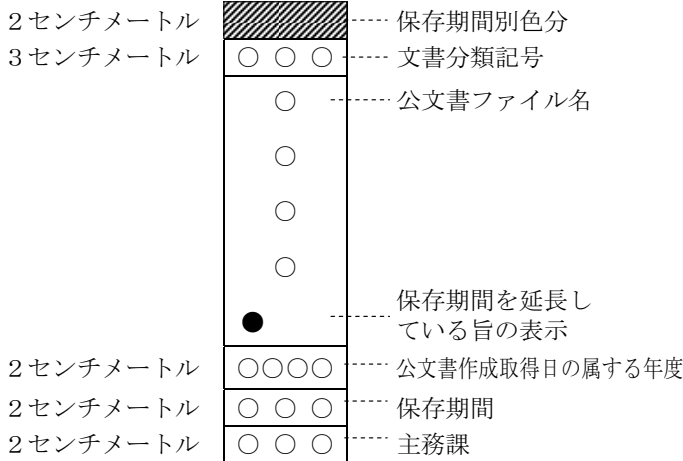 2センチメートル 保存期間別色分
3センチメートル ○ ○ ○ 文書分類記号
○ 公文書ファイル名
○
○
○
保存期間を延長し
● ている旨の表示
2センチメートル ○○○○ 公文書作成取得日の属する年度
2センチメートル ○ ○ ○ 保存期間
2センチメートル ○ ○ ○ 主務課